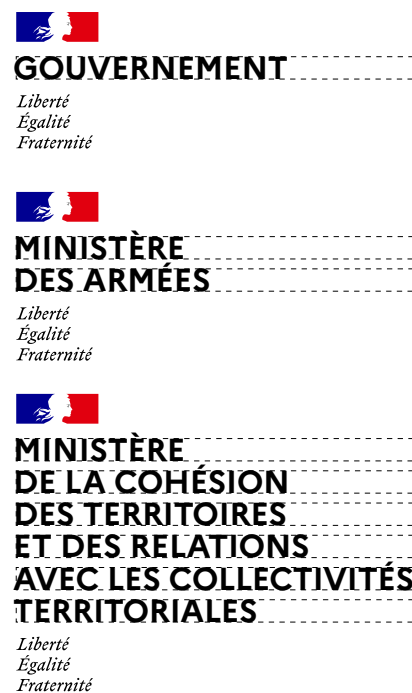 GOUVERNEMENT
Liberté
Égalité
Fraternité
MINISTÈRE
DES ARMÉES
Liberté
Égalité
Fraternité
MINISTÈRE
DE LA COHÉSION
DES TERRITOIRES
ET DES RELATIONS
AVEC LES COLLECTIVITÉS
TERRITORIALES
Liberté
Égalité
Fraternité